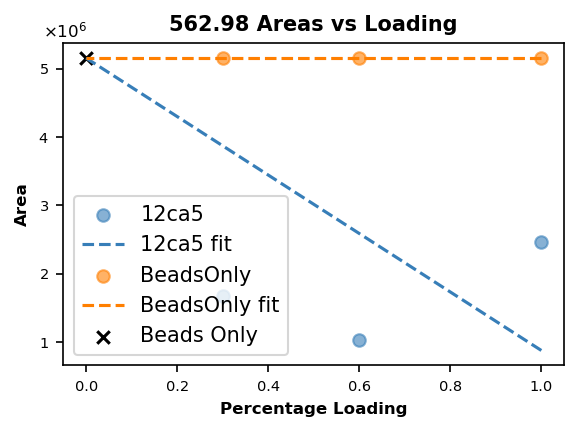 562.98 Areas vs Loading
×10⁶
5
4
3
2
1
Area
12ca5
12ca5 fit
BeadsOnly
BeadsOnly fit
Beads Only
0.0 0.2 0.4 0.6 0.8 1.0
Percentage Loading